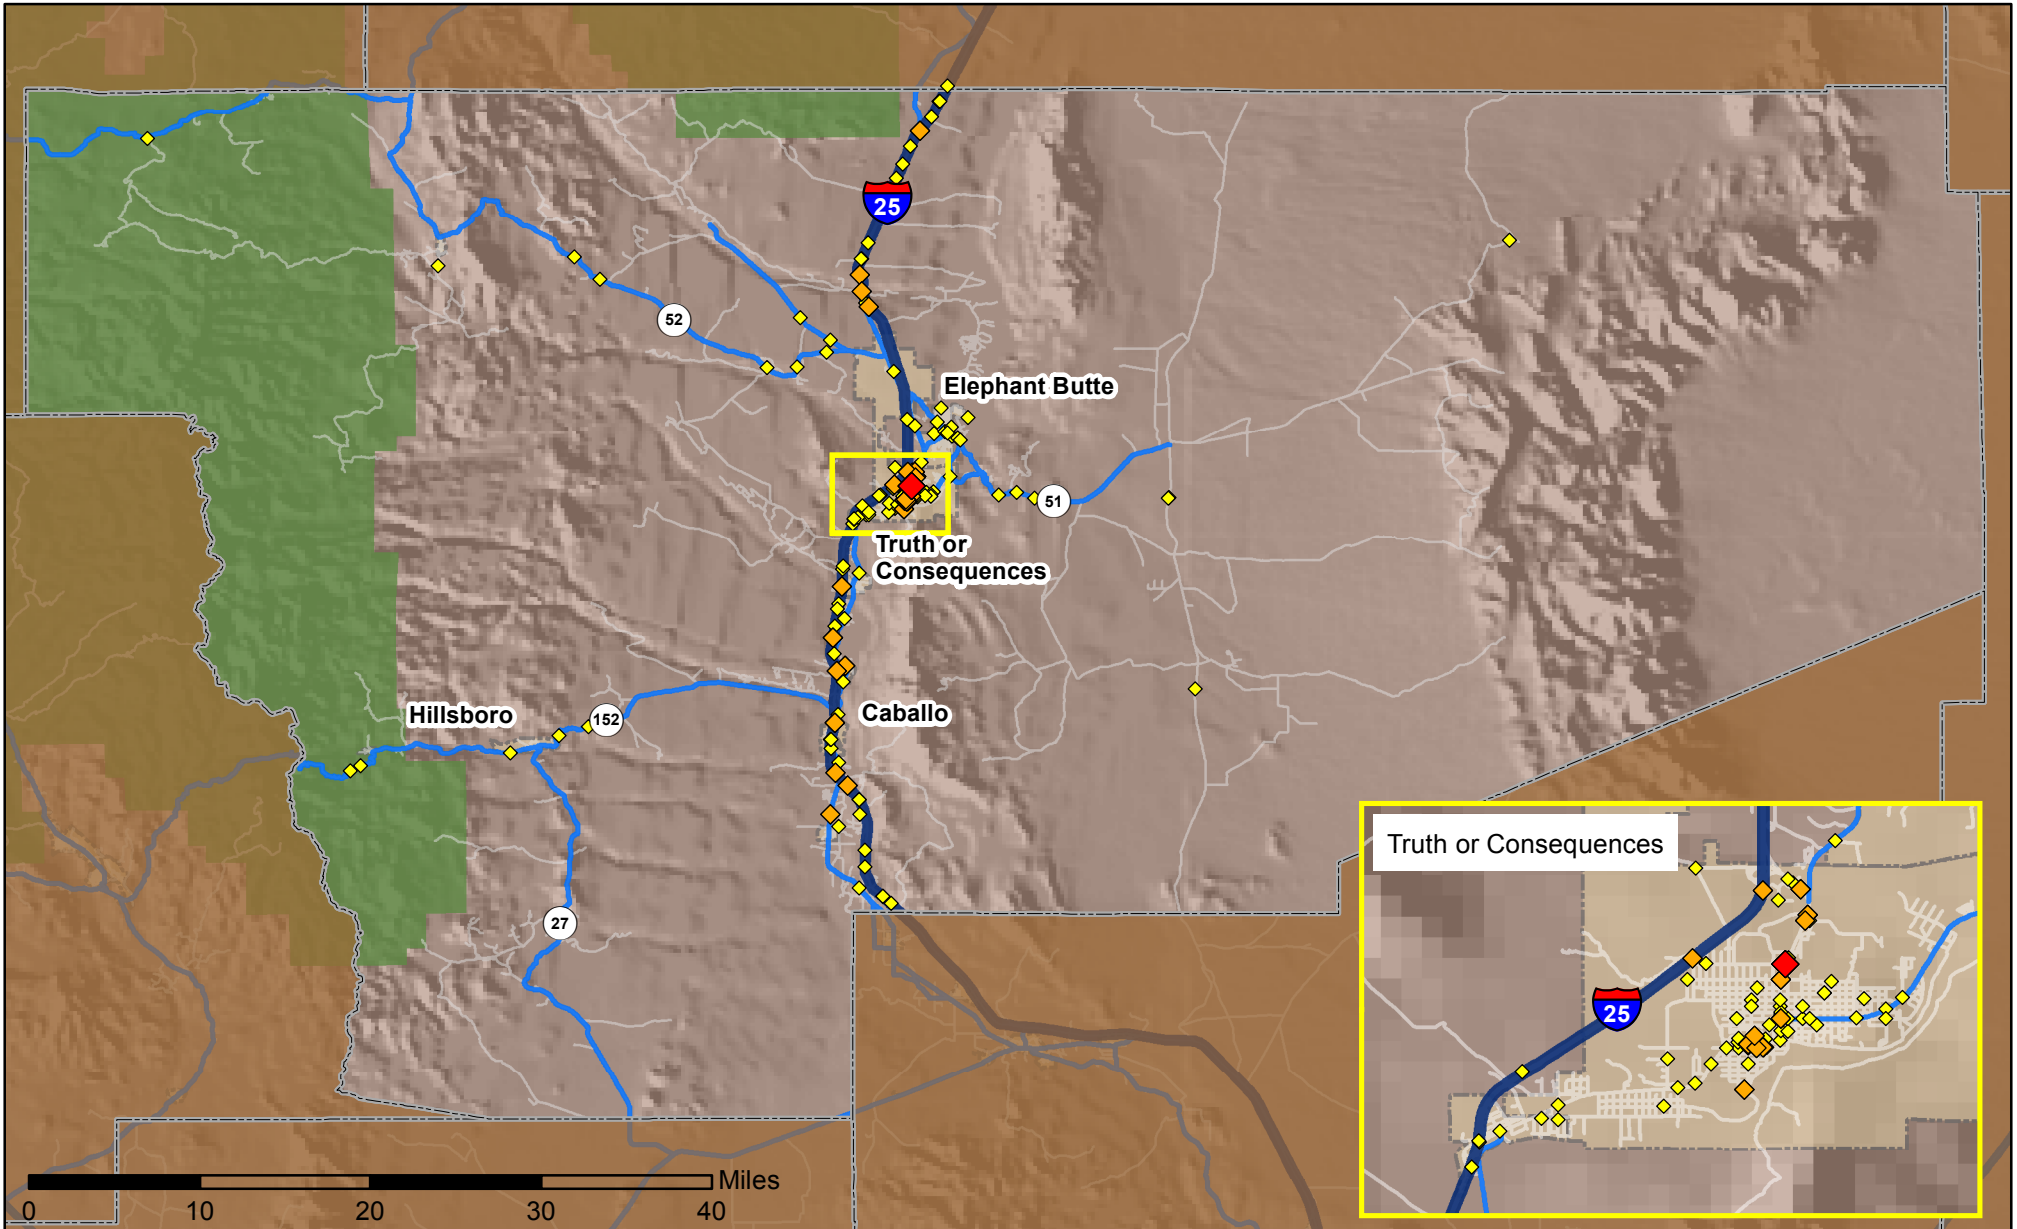 25
52
Elephant Butte
51
Truth or
Consequences
Hillsboro
152
Caballo
27
Truth or Consequences
25
Miles
0 10 20 30 40